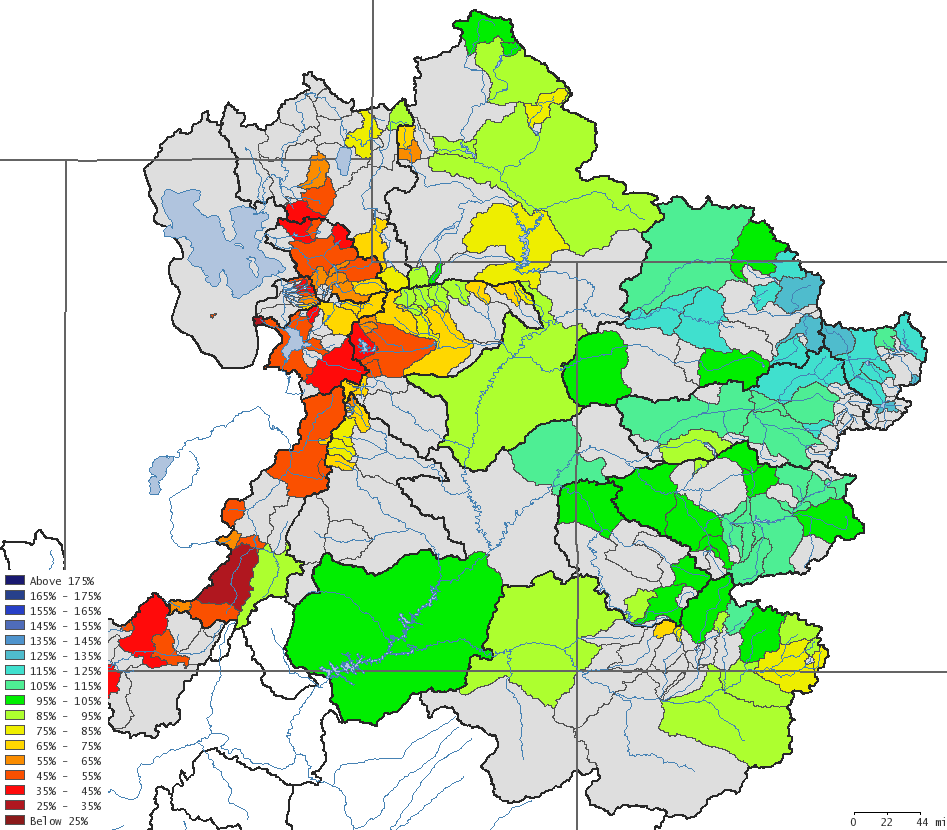 Above 175%
165% - 175%
155% - 165%
145% - 155%
135% - 145%
125% - 135%
115% - 125%
105% - 115%
95% - 105%
85% - 95%
75% - 85%
65% - 75%
55% - 65%
45% - 55%
35% - 45%
25% - 35%
Below 25%
0 22 44 mi